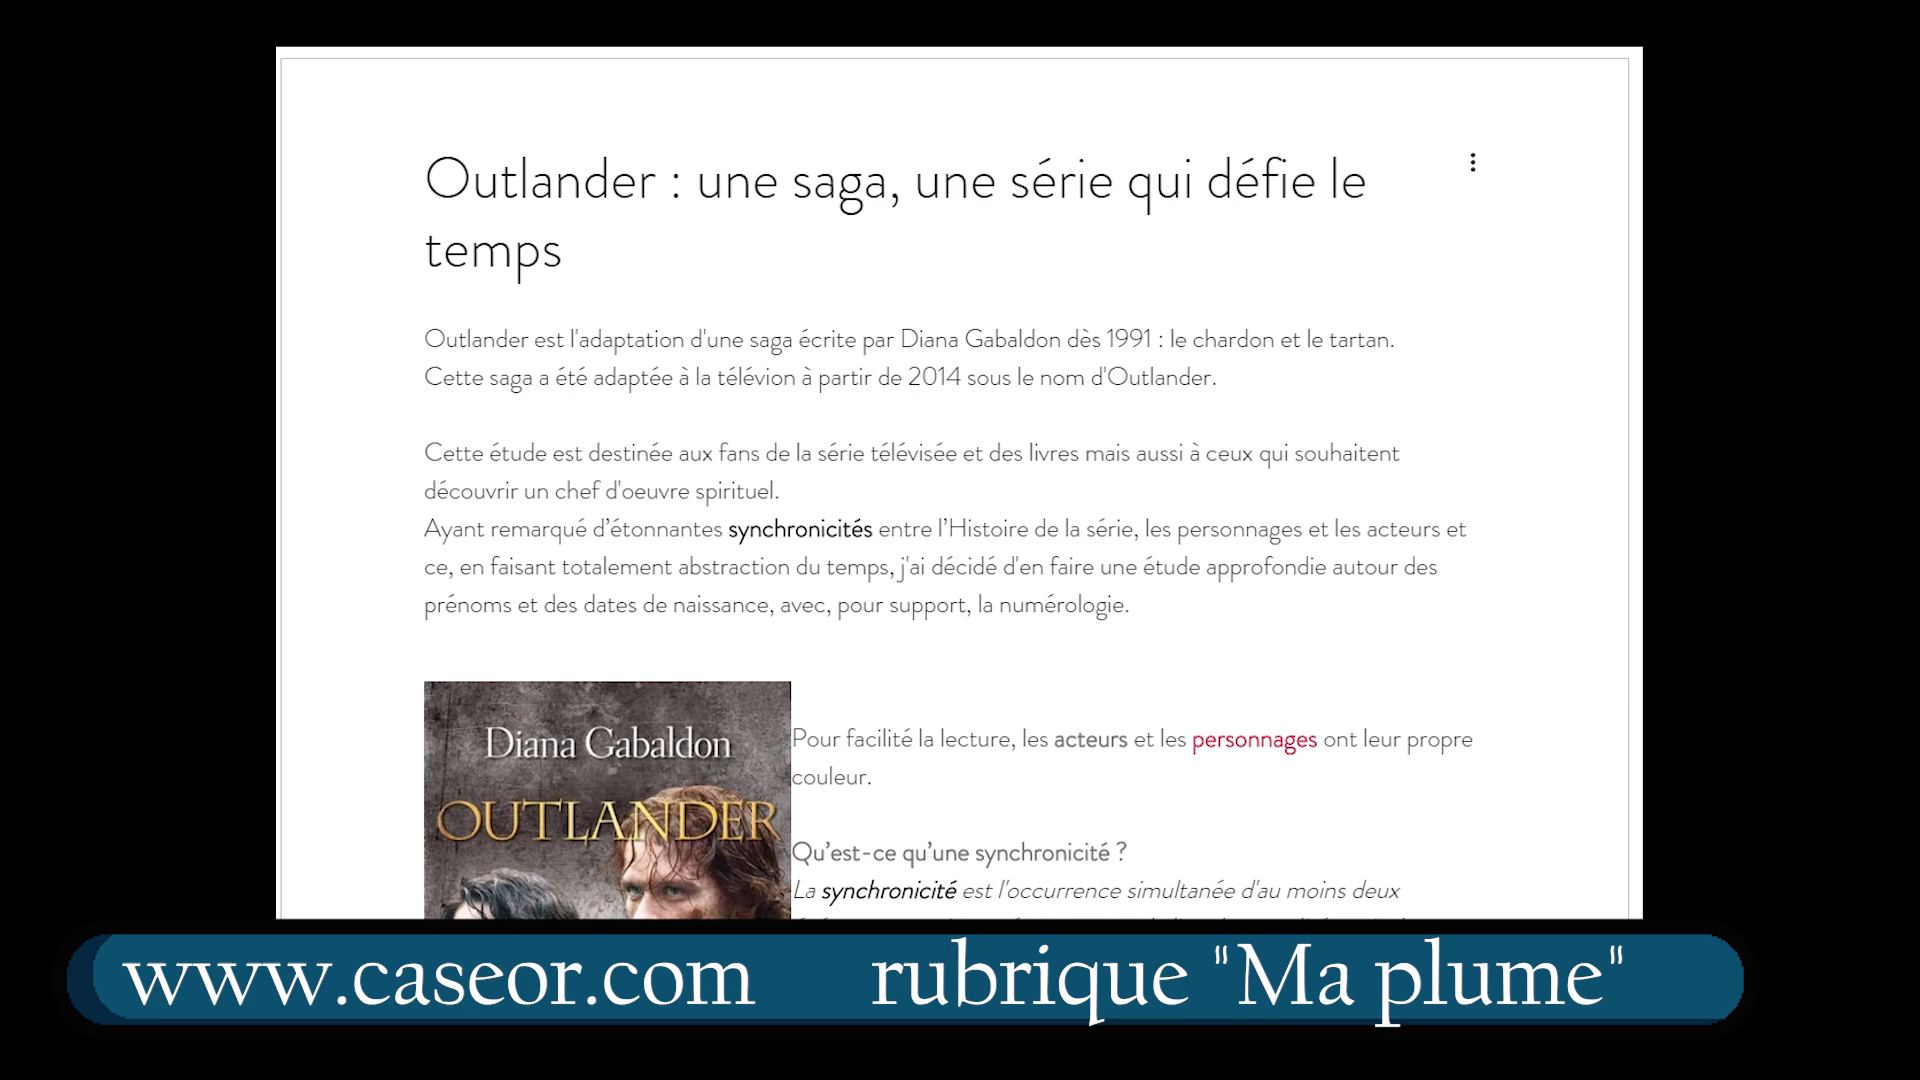 Outlander : une saga, une série qui défie le
temps
Outlander est l'adaptation d'une saga écrite par Diana Gabaldon dès 1991 : le chardon et le tartan.
Cette saga a été adaptée à la télévion à partir de 2014 sous le nom d'Outlander.
Cette étude est destinée aux fans de la série télévisée et des livres mais aussi à ceux qui souhaitent
découvrir un chef d'oeuvre spirituel.
Ayant remarqué d’étonnantes synchronicités entre l’Histoire de la série, les personnages et les acteurs et
ce, en faisant totalement abstraction du temps, j'ai décidé d'en faire une étude approfondie autour des
prénoms et des dates de naissance, avec, pour support, la numérologie.
Diana Gabaldon
OUTLANDER
Pour facilité la lecture, les acteurs et les personnages ont leur propre
couleur.
Qu’est-ce qu’une synchronicité ?
La synchronicité est l'occurrence simultanée d'au moins deux
www.caseor.com rubrique "Ma plume"